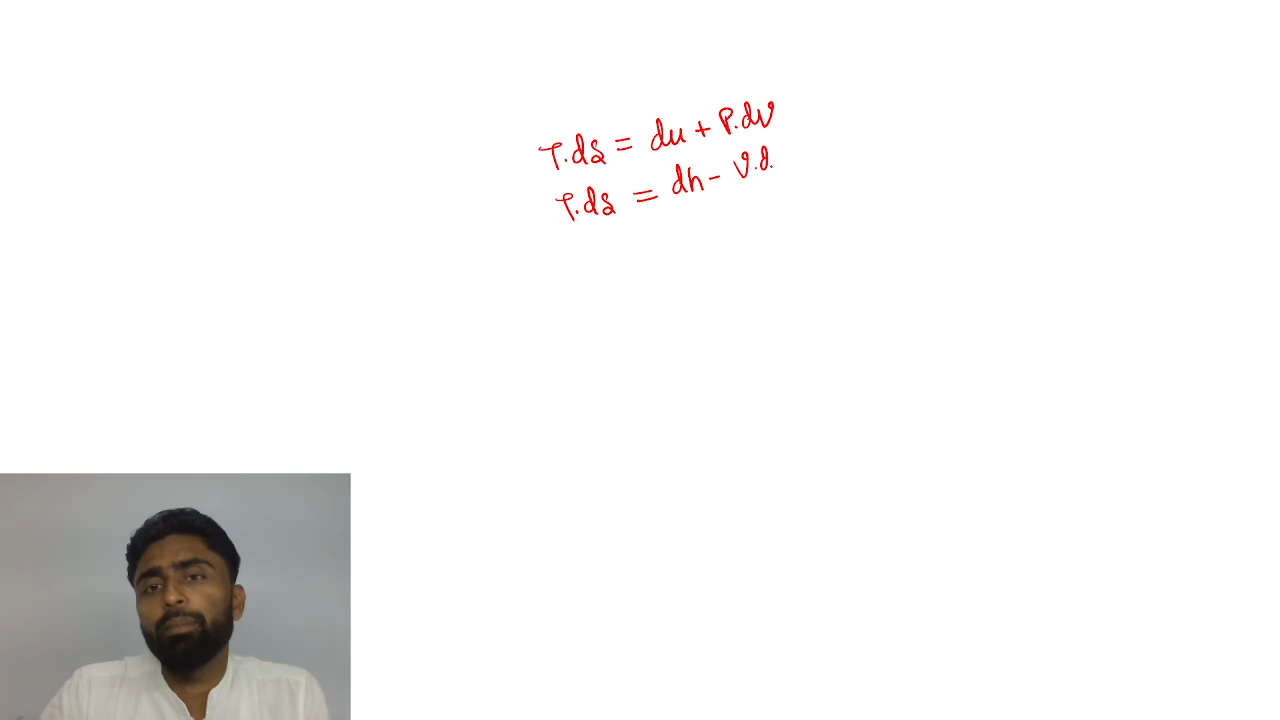 T.ds = du + P.dv
T.ds = dh - v.d